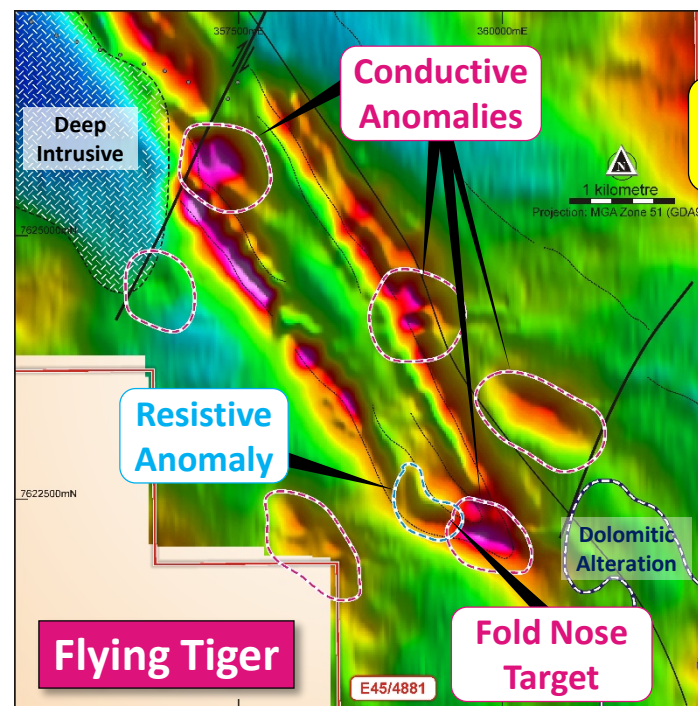 357500mE
360000mE
Conductive
Anomalies
Deep
Intrusive
1 kilometre
Projection: MGA Zone 51 (GDA9
7625000mN
Resistive
Anomaly
7622500mN
Dolomitic
Alteration
Flying Tiger
Fold Nose
Target
E45/4881